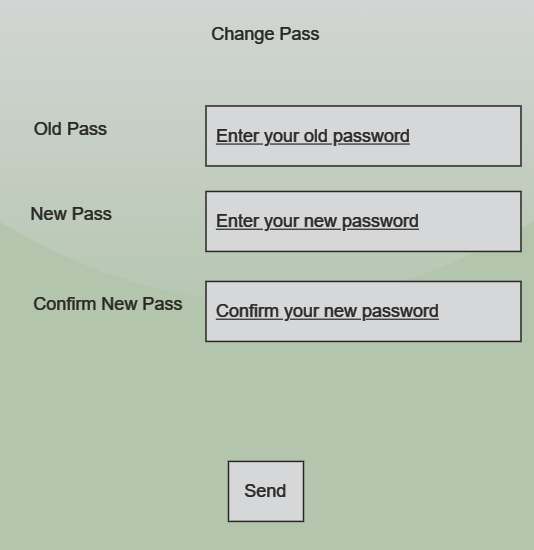 Change Pass
Old Pass
Enter your old password
New Pass
Enter your new password
Confirm New Pass
Confirm your new password
Send